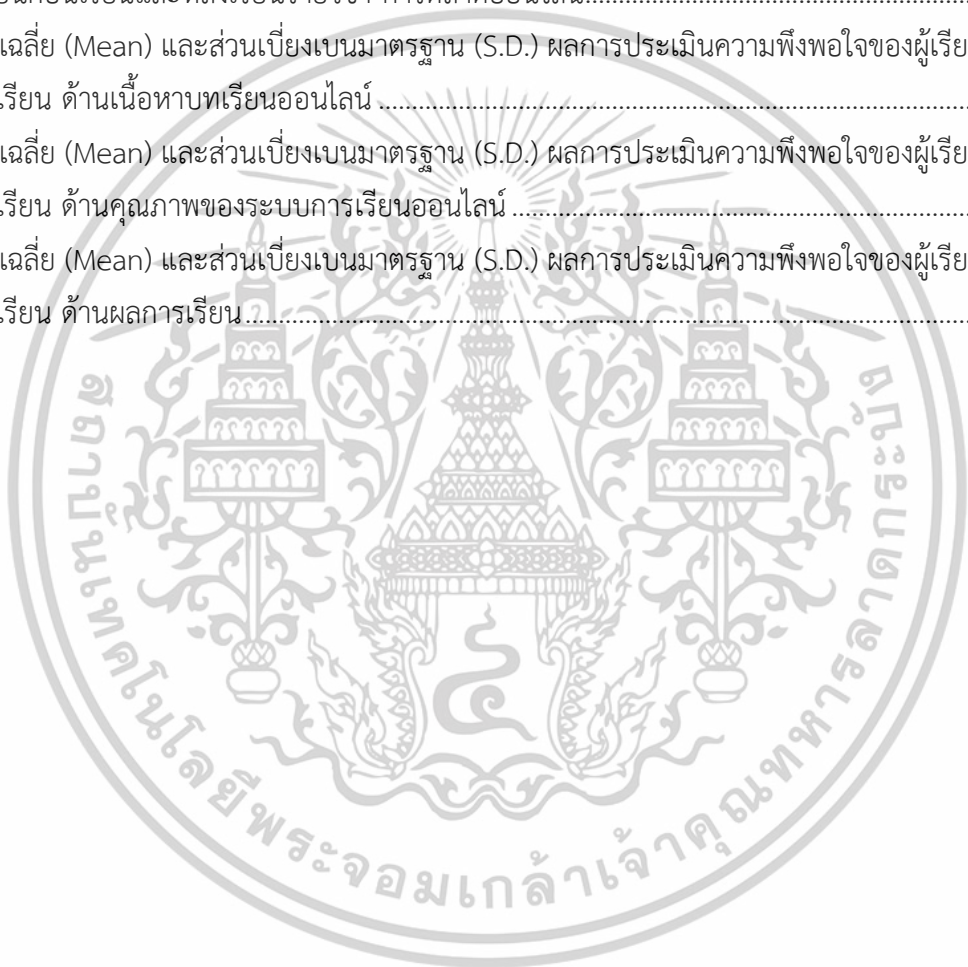 เฉลี่ย (Mean) และส่วนเบี่ยงเบนมาตรฐาน (S.D.) ผลการประเมินความพึงพอใจของผู้เรีย
เรียน ด้านเนื้อหาบทเรียนออนไลน์
เฉลี่ย (Mean) และส่วนเบี่ยงเบนมาตรฐาน (S.D.) ผลการประเมินความพึงพอใจของผู้เรีย
เรียน ด้านคุณภาพของระบบการเรียนออนไลน์
เฉลี่ย (Mean) และส่วนเบี่ยงเบนมาตรฐาน (S.D.) ผลการประเมินความพึงพอใจของผู้เรีย
เรียน ด้านผลการเรียน
สถาบันเทคโนโลยีพระจอมเกล้าเจ้าคุณทหารลาดกระบัง
๔